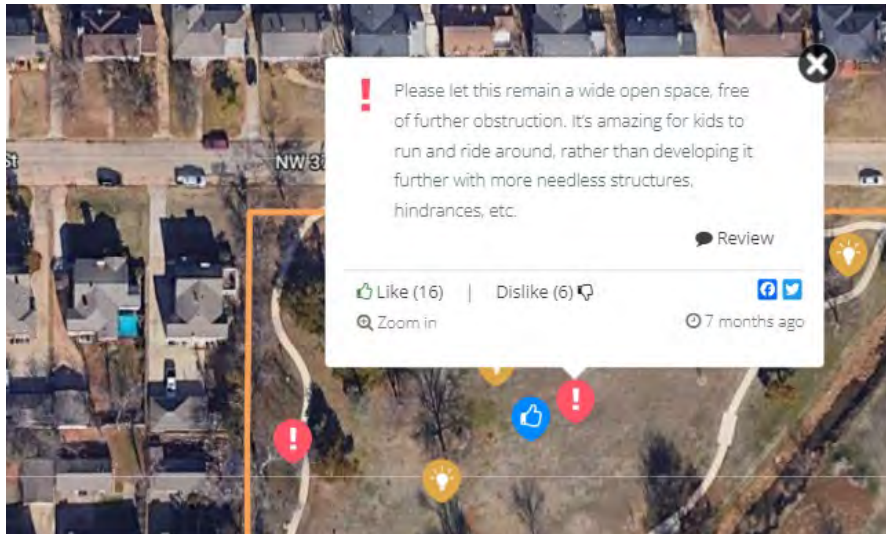 Please let this remain a wide open space, free
of further obstruction. It's amazing for kids to
run and ride around, rather than developing it
further with more needless structures,
hindrances, etc.
St
NW 3
Review
Like (16) | Dislike (6)
Zoom in
7 months ago